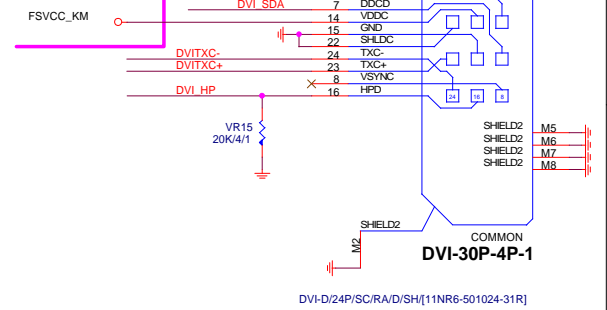 DVI_SDA 7 DDCD
FSVCC_KM 14 VDDC
15 GND
22 SHLDC
DVITXC- 24 TXC-
DVITXC+ 23 TXC+
8 VSYNC
DVI_HP 16 HPD
24 16 8
VR15
20K/4/1
SHIELD2 M5
SHIELD2 M6
SHIELD2 M7
SHIELD2 M8
SHIELD2
M2
COMMON
DVI-30P-4P-1
DVI-D/24P/SC/RA/D/SH/[11NR6-501024-31R]